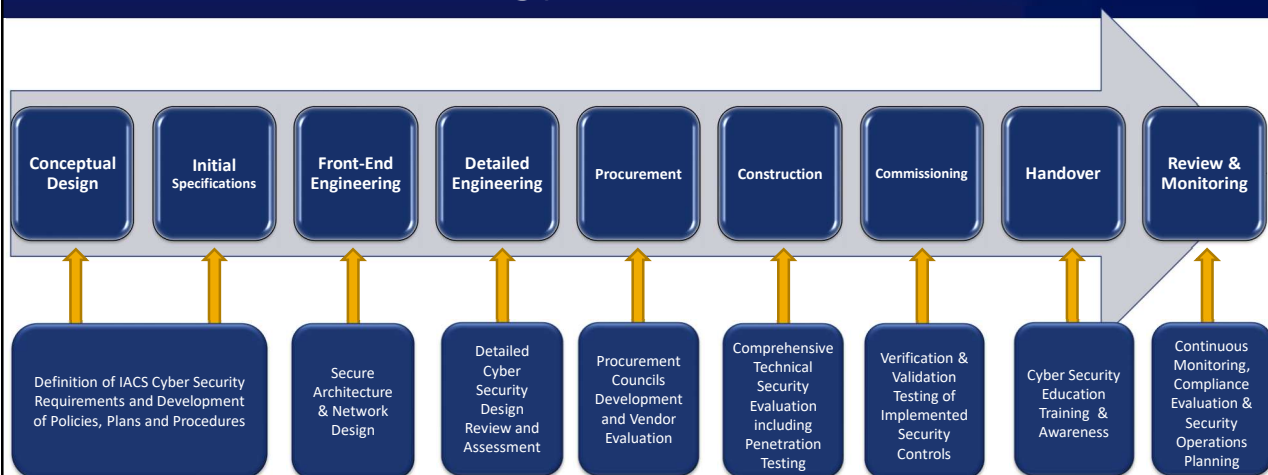 Conceptual
Design
Initial
Specifications
Front-End
Engineering
Detailed
Engineering
Procurement
Construction
Commissioning
Handover
Review &
Monitoring
Definition of IACS Cyber Security
Requirements and Development
of Policies, Plans and Procedures
Secure
Architecture
& Network
Design
Detailed
Cyber
Security
Design
Review and
Assessment
Procurement
Councils
Development
and Vendor
Evaluation
Comprehensive
Technical
Security
Evaluation
including
Penetration
Testing
Verification &
Validation
Testing of
Implemented
Security
Controls
Cyber Security
Education
Training &
Awareness
Continuous
Monitoring,
Compliance
Evaluation &
Security
Operations
Planning